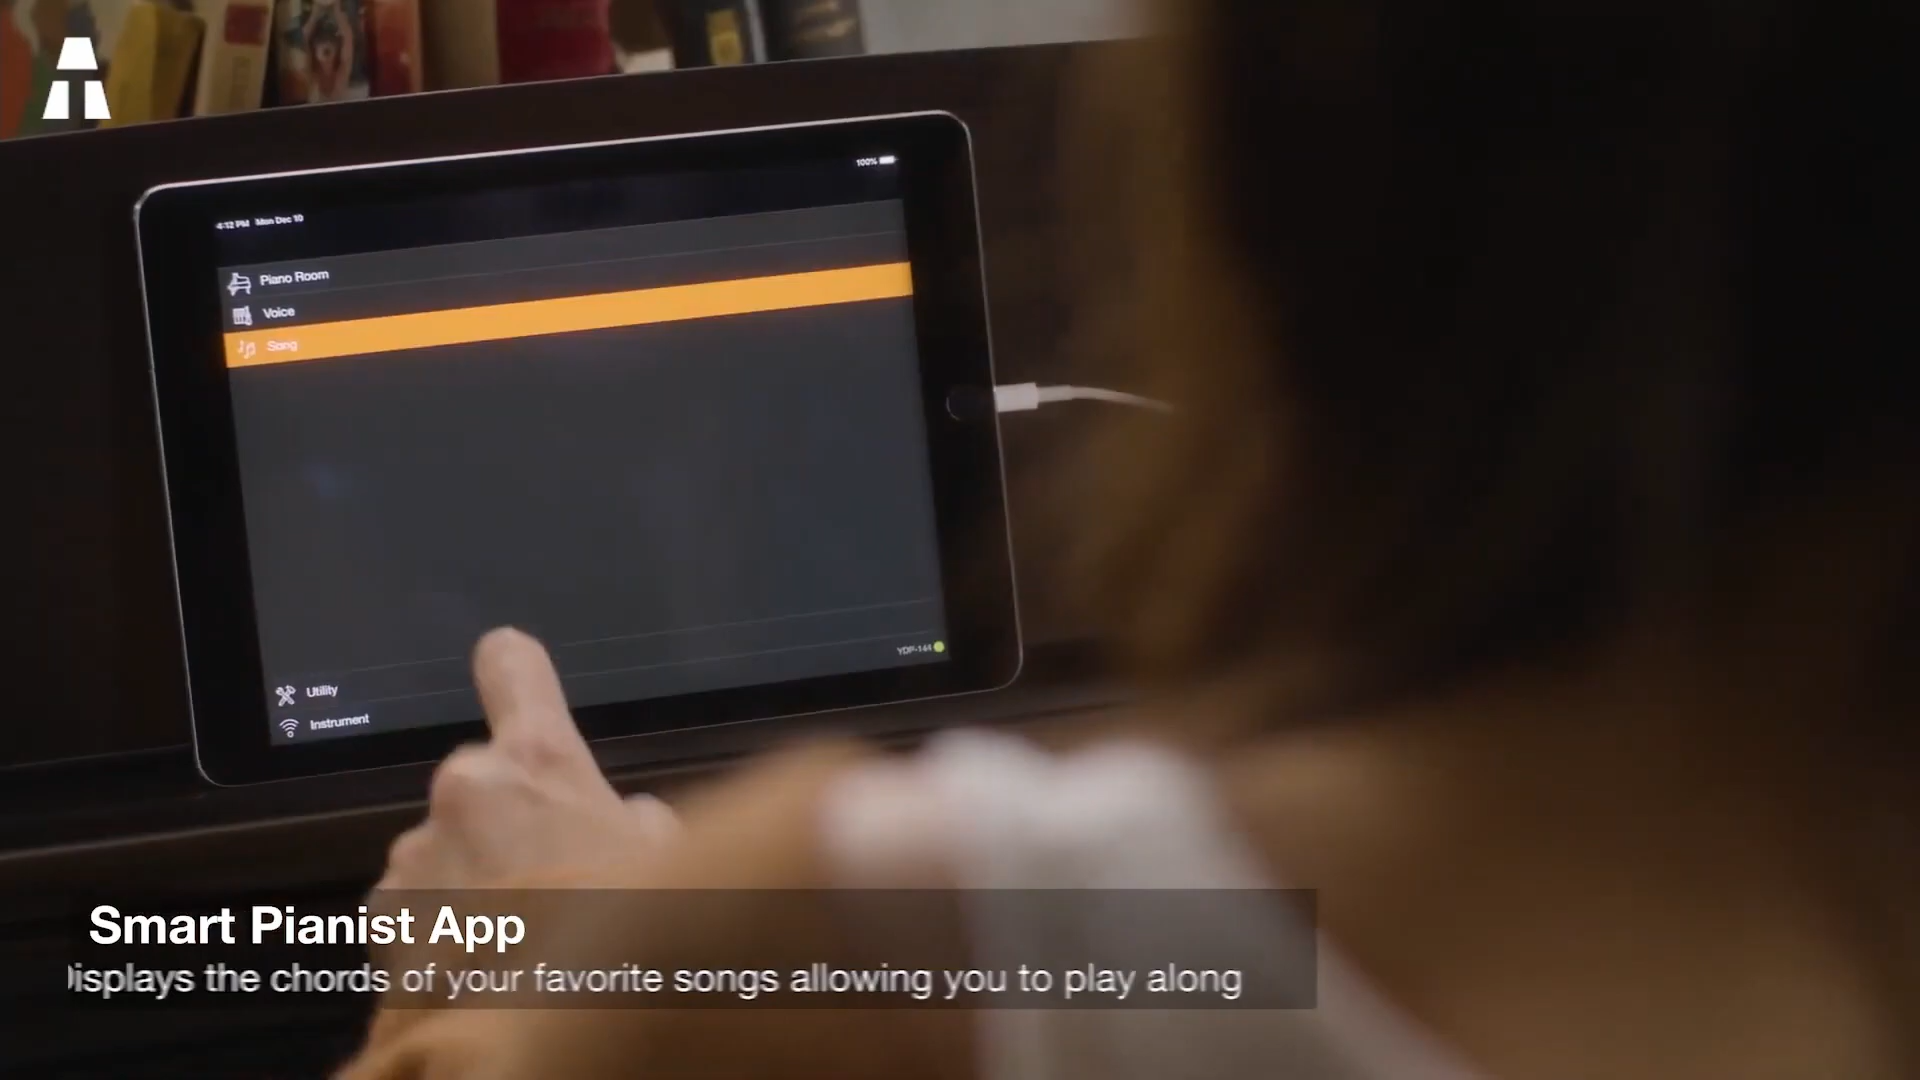 4:12 PM Mon Dec 10
100%
Piano Room
Voice
Song
YDP-144
Utility
Instrument
Smart Pianist App
isplays the chords of your favorite songs allowing you to play along